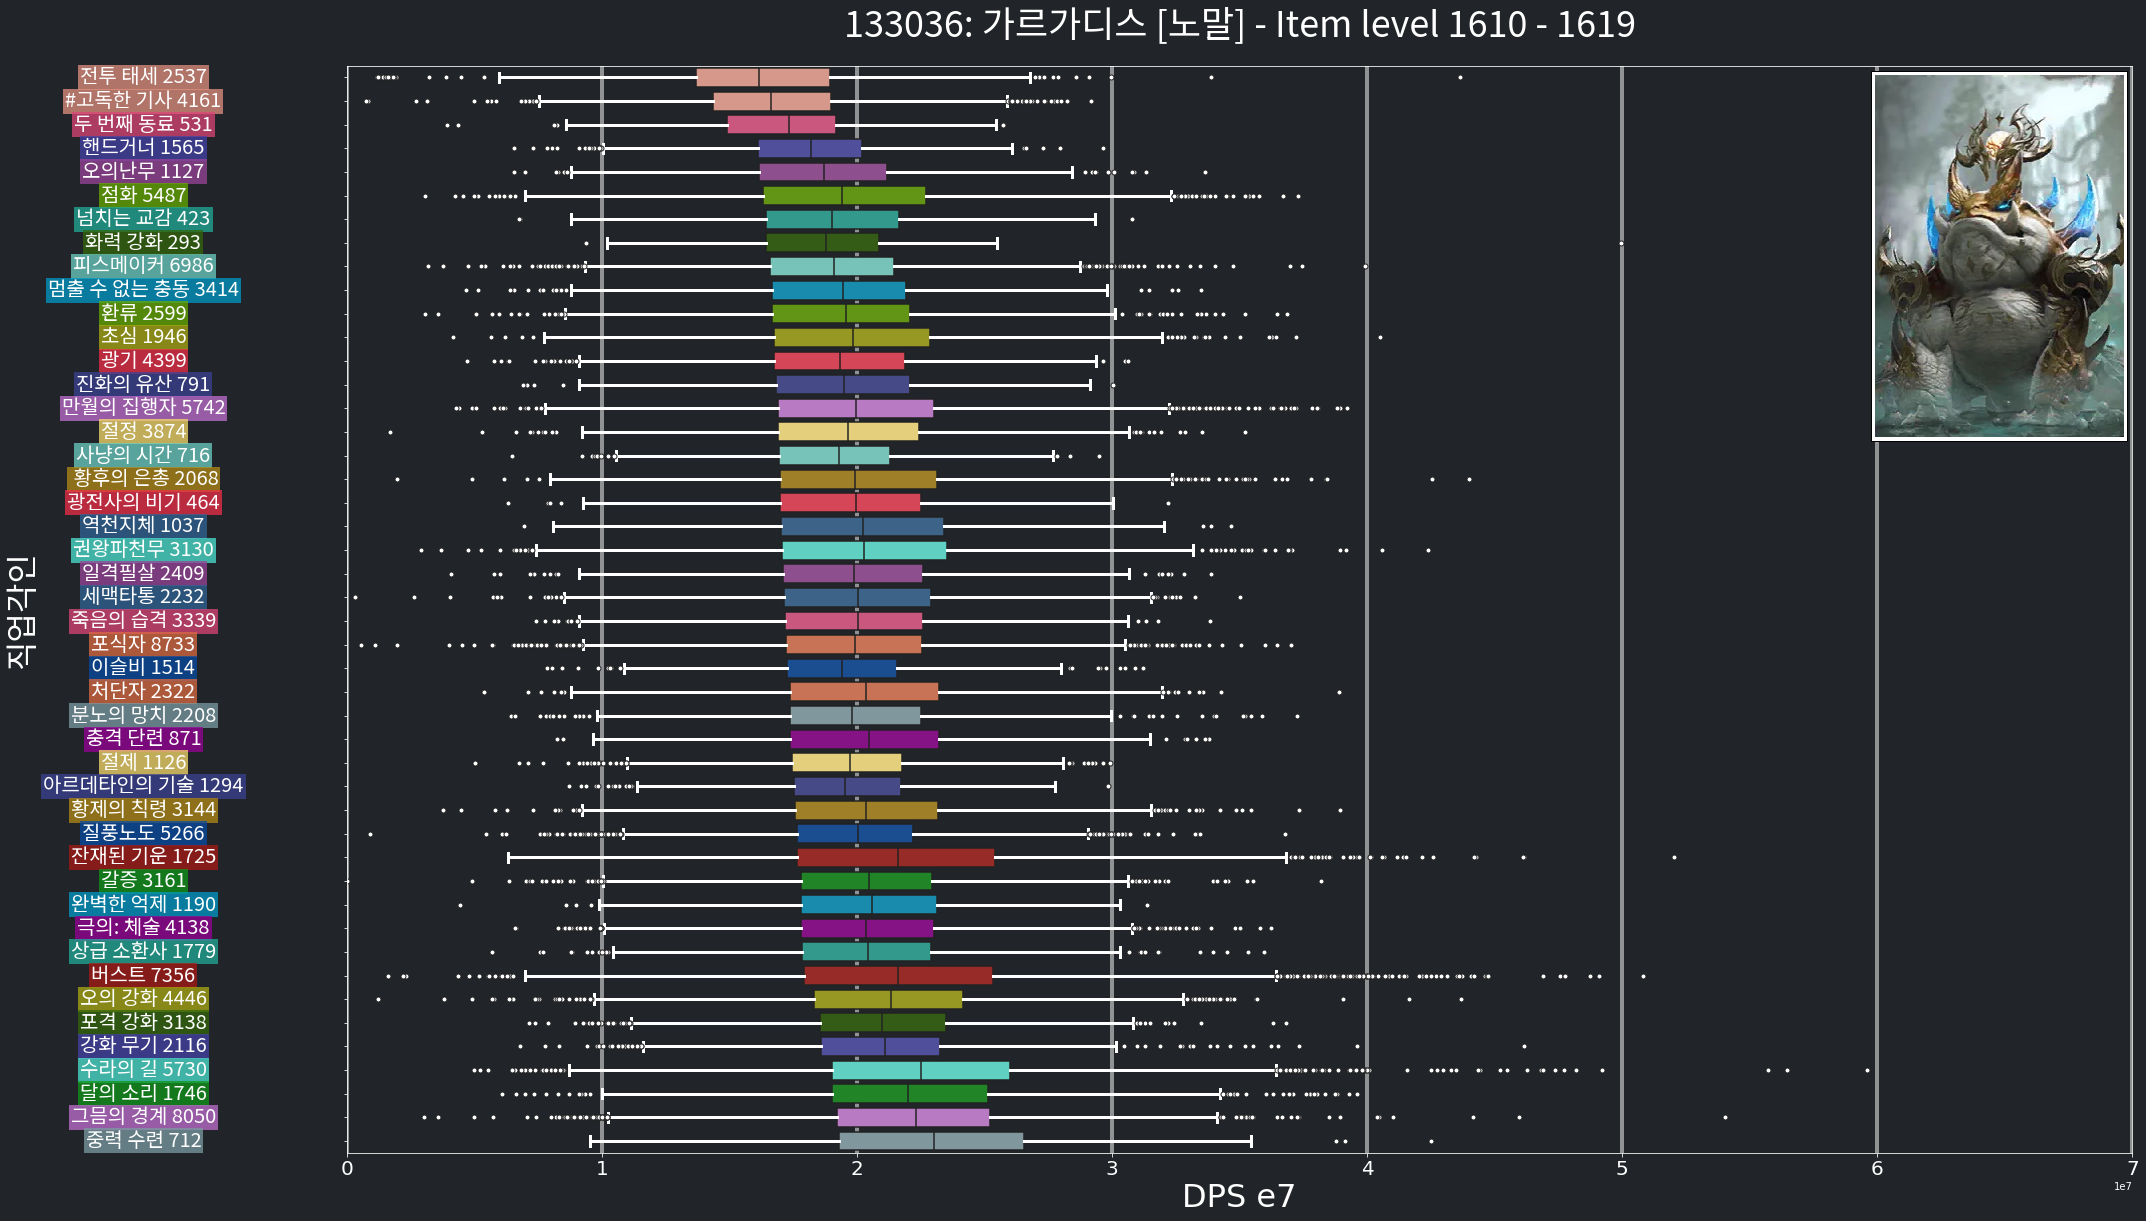 133036: 가르가디스 [노말] - Item level 1610 - 1619
전투 태세 2537
#고독한 기사 4161
두 번째 동료 531
핸드거너 1565
오의난무 1127
점화 5487
넘치는 교감 423
화력 강화 293
피스메이커 6986
멈출 수 없는 충동 3414
환류 2599
초심 1946
광기 4399
진화의 유산 791
만월의 집행자 5742
절정 3874
사냥의 시간 716
황후의 은총 2068
광전사의 비기 464
역천지체 1037
권왕파천무 3130
일격필살 2409
세맥타통 2232
죽음의 습격 3339
포식자 8733
이슬비 1514
처단자 2322
분노의 망치 2208
충격 단련 871
절제 1126
아르데타인의 기술 1294
황제의 칙령 3144
질풍노도 5266
잔재된 기운 1725
갈증 3161
완벽한 억제 1190
극의: 체술 4138
상급 소환사 1779
버스트 7356
오의 강화 4446
포격 강화 3138
강화 무기 2116
수라의 길 5730
달의 소리 1746
그믐의 경계 8050
중력 수련 712
직업각인
0 1 2 3 4 5 6 7
1e7
DPS e7